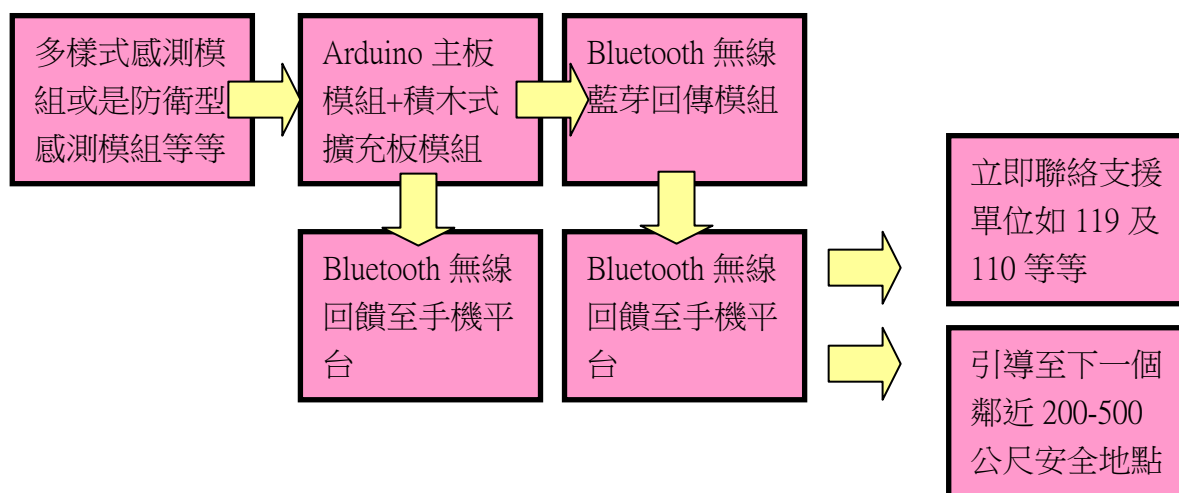 多樣式感測模
組或是防衛型
感測模組等等
Arduino 主板
模組+積木式
擴充板模組
Bluetooth 無線
藍芽回傳模組
Bluetooth 無線
回饋至手機平
台
Bluetooth 無線
回饋至手機平
台
立即聯絡支援
單位如 119 及
110 等等
引導至下一個
鄰近 200-500
公尺安全地點